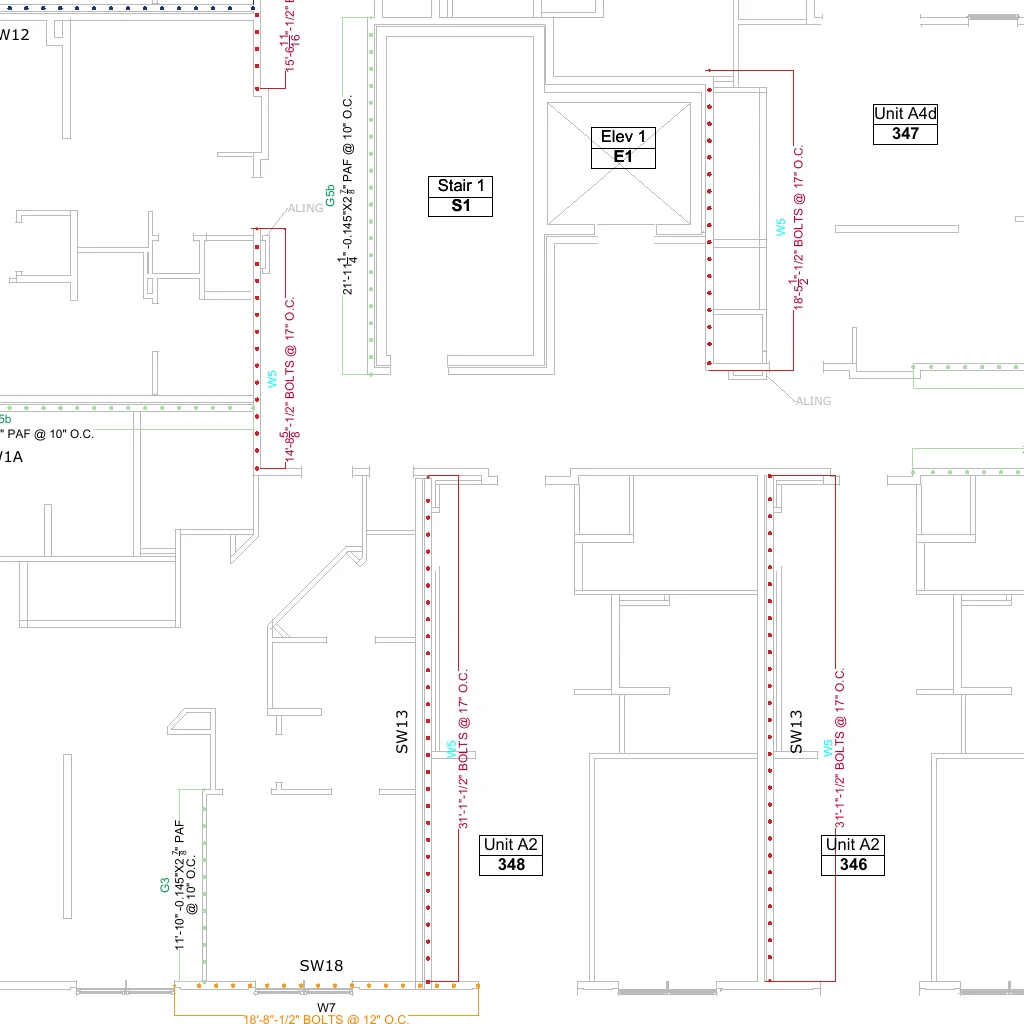 W12
15'-6 11/16"-1/2" B
Unit A4d
347
Elev 1
E1
Stair 1
S1
G5b
21'-11 1/4" -0.145"X2 7/8" PAF @ 10" O.C.
ALING
W5
18'-5 1/2"-1/2" BOLTS @ 17" O.C.
W5
14'-8 5/8"-1/2" BOLTS @ 17" O.C.
ALING
5b
" PAF @ 10" O.C.
W1A
SW13
W5
31'-1"-1/2" BOLTS @ 17" O.C.
SW13
W5
31'-1"-1/2" BOLTS @ 17" O.C.
Unit A2
348
Unit A2
346
G3
11'-10" -0.145"X2 7/8" PAF
@ 10" O.C.
SW18
W7
18'-8"-1/2" BOLTS @ 12" O.C.